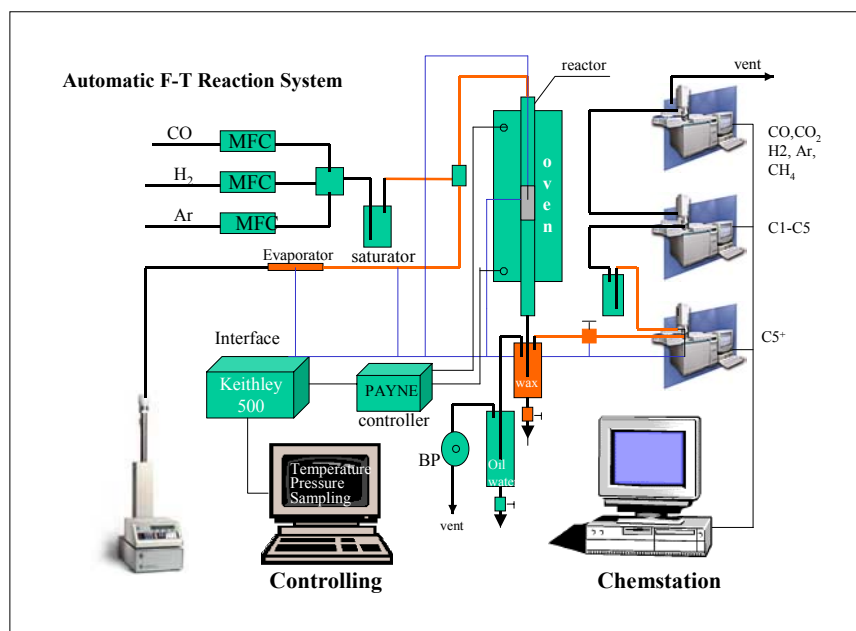 Automatic F-T Reaction System
reactor
vent
CO
MFC
H2
MFC
Ar
MFC
saturator
Evaporator
oven
CO,CO2
H2, Ar,
CH4
C1-C5
C5+
Interface
Keithley
500
PAYNE
controller
wax
BP
Oil
wate
vent
Temperature
Pressure
Sampling
Controlling
Chemstation